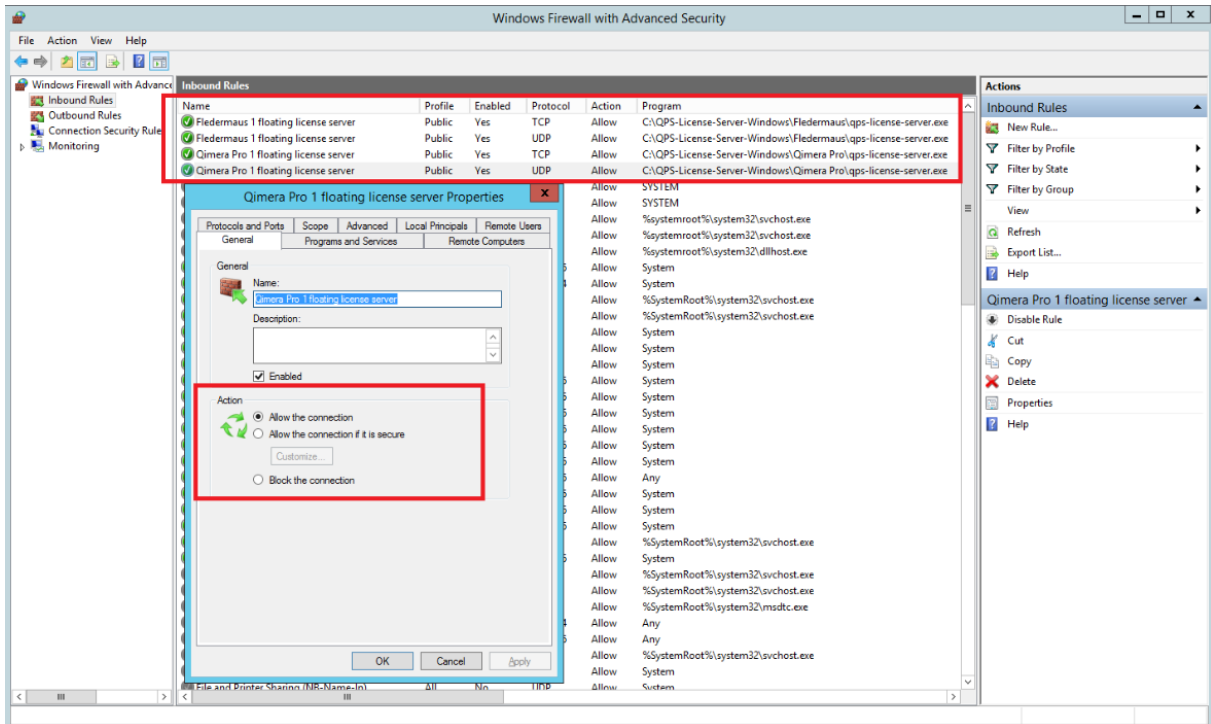 Windows Firewall with Advanced Security
File Action View Help
Windows Firewall with Advance
Inbound Rules
Outbound Rules
Connection Security Rule
Monitoring
Inbound Rules
Name Profile Enabled Protocol Action Program
Fledermaus 1 floating license server Public Yes TCP Allow C:\QPS-License-Server-Windows\Fledermaus\qps-license-server.exe
Fledermaus 1 floating license server Public Yes UDP Allow C:\QPS-License-Server-Windows\Fledermaus\qps-license-server.exe
Qimera Pro 1 floating license server Public Yes TCP Allow C:\QPS-License-Server-Windows\Qimera Pro\qps-license-server.exe
Qimera Pro 1 floating license server Public Yes UDP Allow C:\QPS-License-Server-Windows\Qimera Pro\qps-license-server.exe
Allow SYSTEM
Allow SYSTEM
Allow %systemroot%\system32\svchost.exe
Allow %systemroot%\system32\svchost.exe
Allow %systemroot%\system32\dllhost.exe
Allow System
Allow System
Allow %SystemRoot%\system32\svchost.exe
Allow %SystemRoot%\system32\svchost.exe
Allow System
Allow System
Allow System
Allow System
Allow System
Allow System
Allow System
Allow System
Allow System
Allow Any
Allow System
Allow System
Allow System
Allow %SystemRoot%\system32\svchost.exe
Allow System
Allow %SystemRoot%\system32\svchost.exe
Allow %SystemRoot%\system32\svchost.exe
Allow %SystemRoot%\system32\msdtc.exe
Allow Any
Allow Any
Allow %SystemRoot%\system32\svchost.exe
Allow System
File and Printer Sharing (NB-Name-In) All No UDP Allow System
Qimera Pro 1 floating license server Properties
Protocols and Ports Scope Advanced Local Principals Remote Users
General Programs and Services Remote Computers
General
Name:
Qimera Pro 1 floating license server
Description:
Enabled
Action
Allow the connection
Allow the connection if it is secure
Customize...
Block the connection
OK Cancel Apply
Actions
Inbound Rules
New Rule...
Filter by Profile
Filter by State
Filter by Group
View
Refresh
Export List...
Help
Qimera Pro 1 floating license server
Disable Rule
Cut
Copy
Delete
Properties
Help